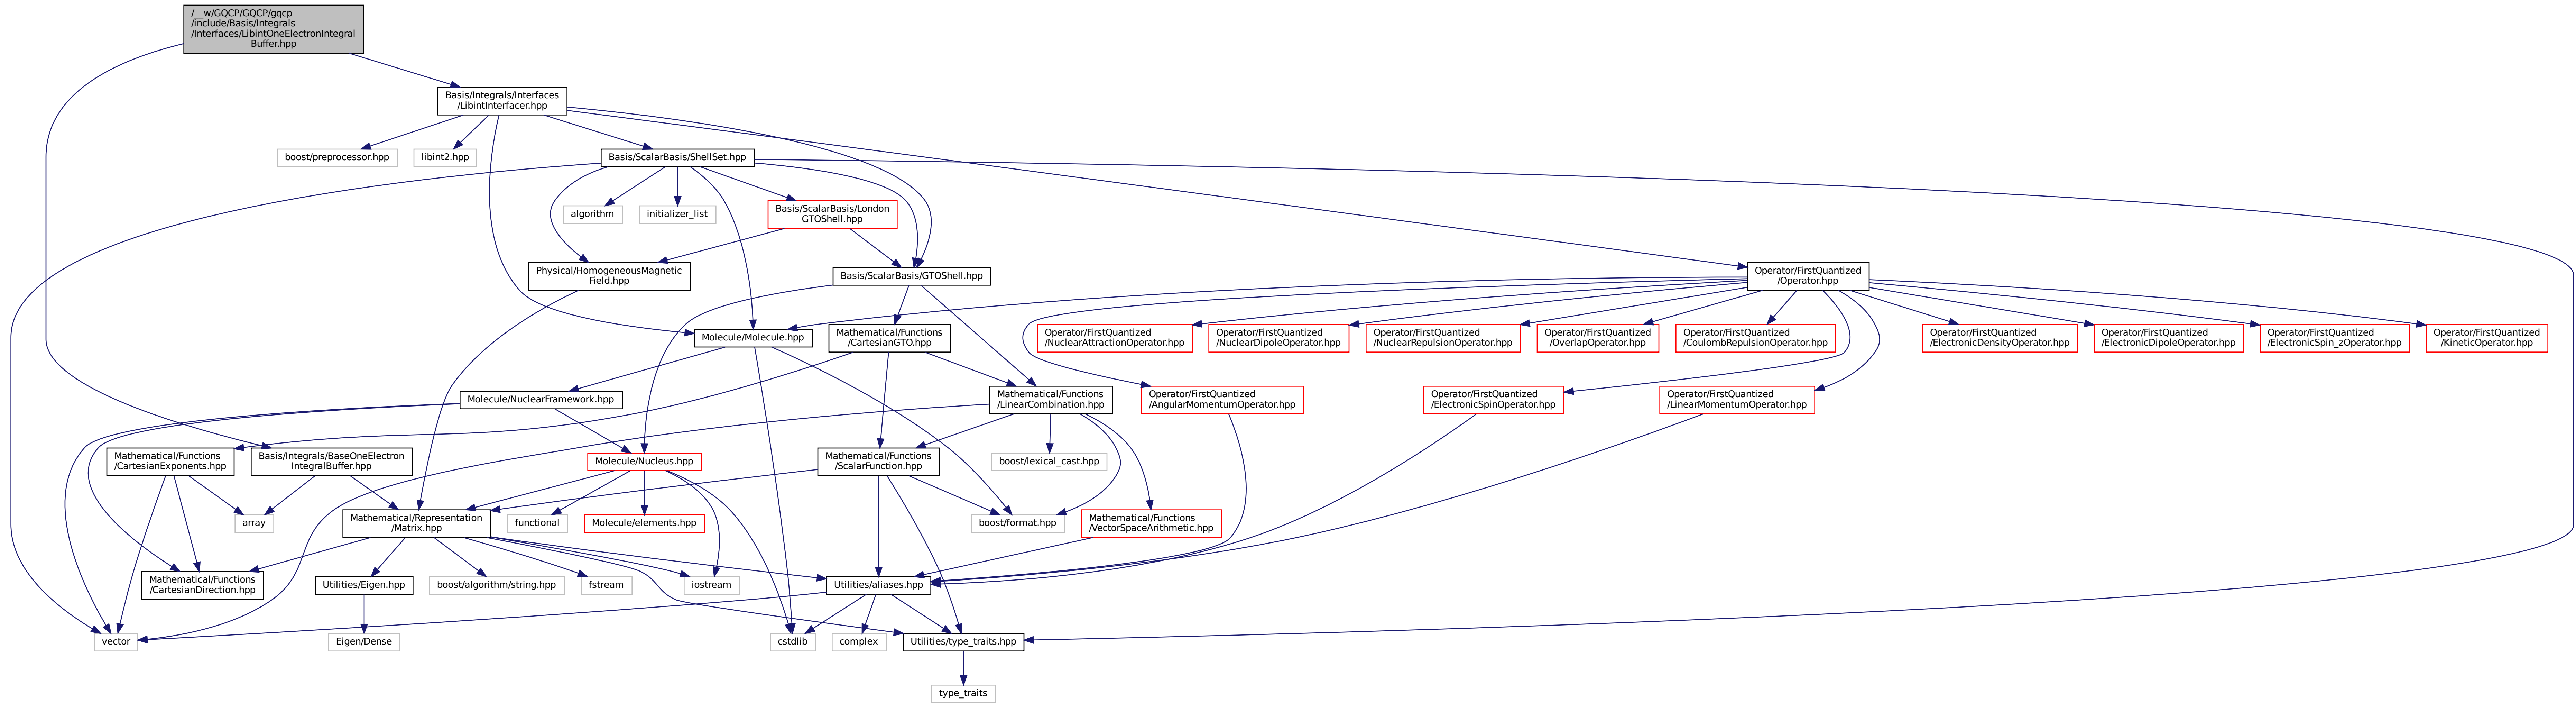 /__w/GQCP/GQCP/gqcp
/include/Basis/Integrals
/Interfaces/LibintOneElectronIntegral
Buffer.hpp
Basis/Integrals/Interfaces
/LibintInterfacer.hpp
boost/preprocessor.hpp
libint2.hpp
Basis/ScalarBasis/ShellSet.hpp
algorithm
initializer_list
Basis/ScalarBasis/London
GTOShell.hpp
Physical/HomogeneousMagnetic
Field.hpp
Basis/ScalarBasis/GTOShell.hpp
Operator/FirstQuantized
/Operator.hpp
Molecule/Molecule.hpp
Mathematical/Functions
/CartesianGTO.hpp
Operator/FirstQuantized
/NuclearAttractionOperator.hpp
Operator/FirstQuantized
/NuclearDipoleOperator.hpp
Operator/FirstQuantized
/NuclearRepulsionOperator.hpp
Operator/FirstQuantized
/OverlapOperator.hpp
Operator/FirstQuantized
/CoulombRepulsionOperator.hpp
Operator/FirstQuantized
/ElectronicDensityOperator.hpp
Operator/FirstQuantized
/ElectronicDipoleOperator.hpp
Operator/FirstQuantized
/ElectronicSpin_zOperator.hpp
Operator/FirstQuantized
/KineticOperator.hpp
Molecule/NuclearFramework.hpp
Mathematical/Functions
/LinearCombination.hpp
Operator/FirstQuantized
/AngularMomentumOperator.hpp
Operator/FirstQuantized
/ElectronicSpinOperator.hpp
Operator/FirstQuantized
/LinearMomentumOperator.hpp
Mathematical/Functions
/CartesianExponents.hpp
Basis/Integrals/BaseOneElectron
IntegralBuffer.hpp
Molecule/Nucleus.hpp
Mathematical/Functions
/ScalarFunction.hpp
boost/lexical_cast.hpp
array
Mathematical/Representation
/Matrix.hpp
functional
Molecule/elements.hpp
boost/format.hpp
Mathematical/Functions
/VectorSpaceArithmetic.hpp
Mathematical/Functions
/CartesianDirection.hpp
Utilities/Eigen.hpp
boost/algorithm/string.hpp
fstream
iostream
Utilities/aliases.hpp
vector
Eigen/Dense
cstdlib
complex
Utilities/type_traits.hpp
type_traits